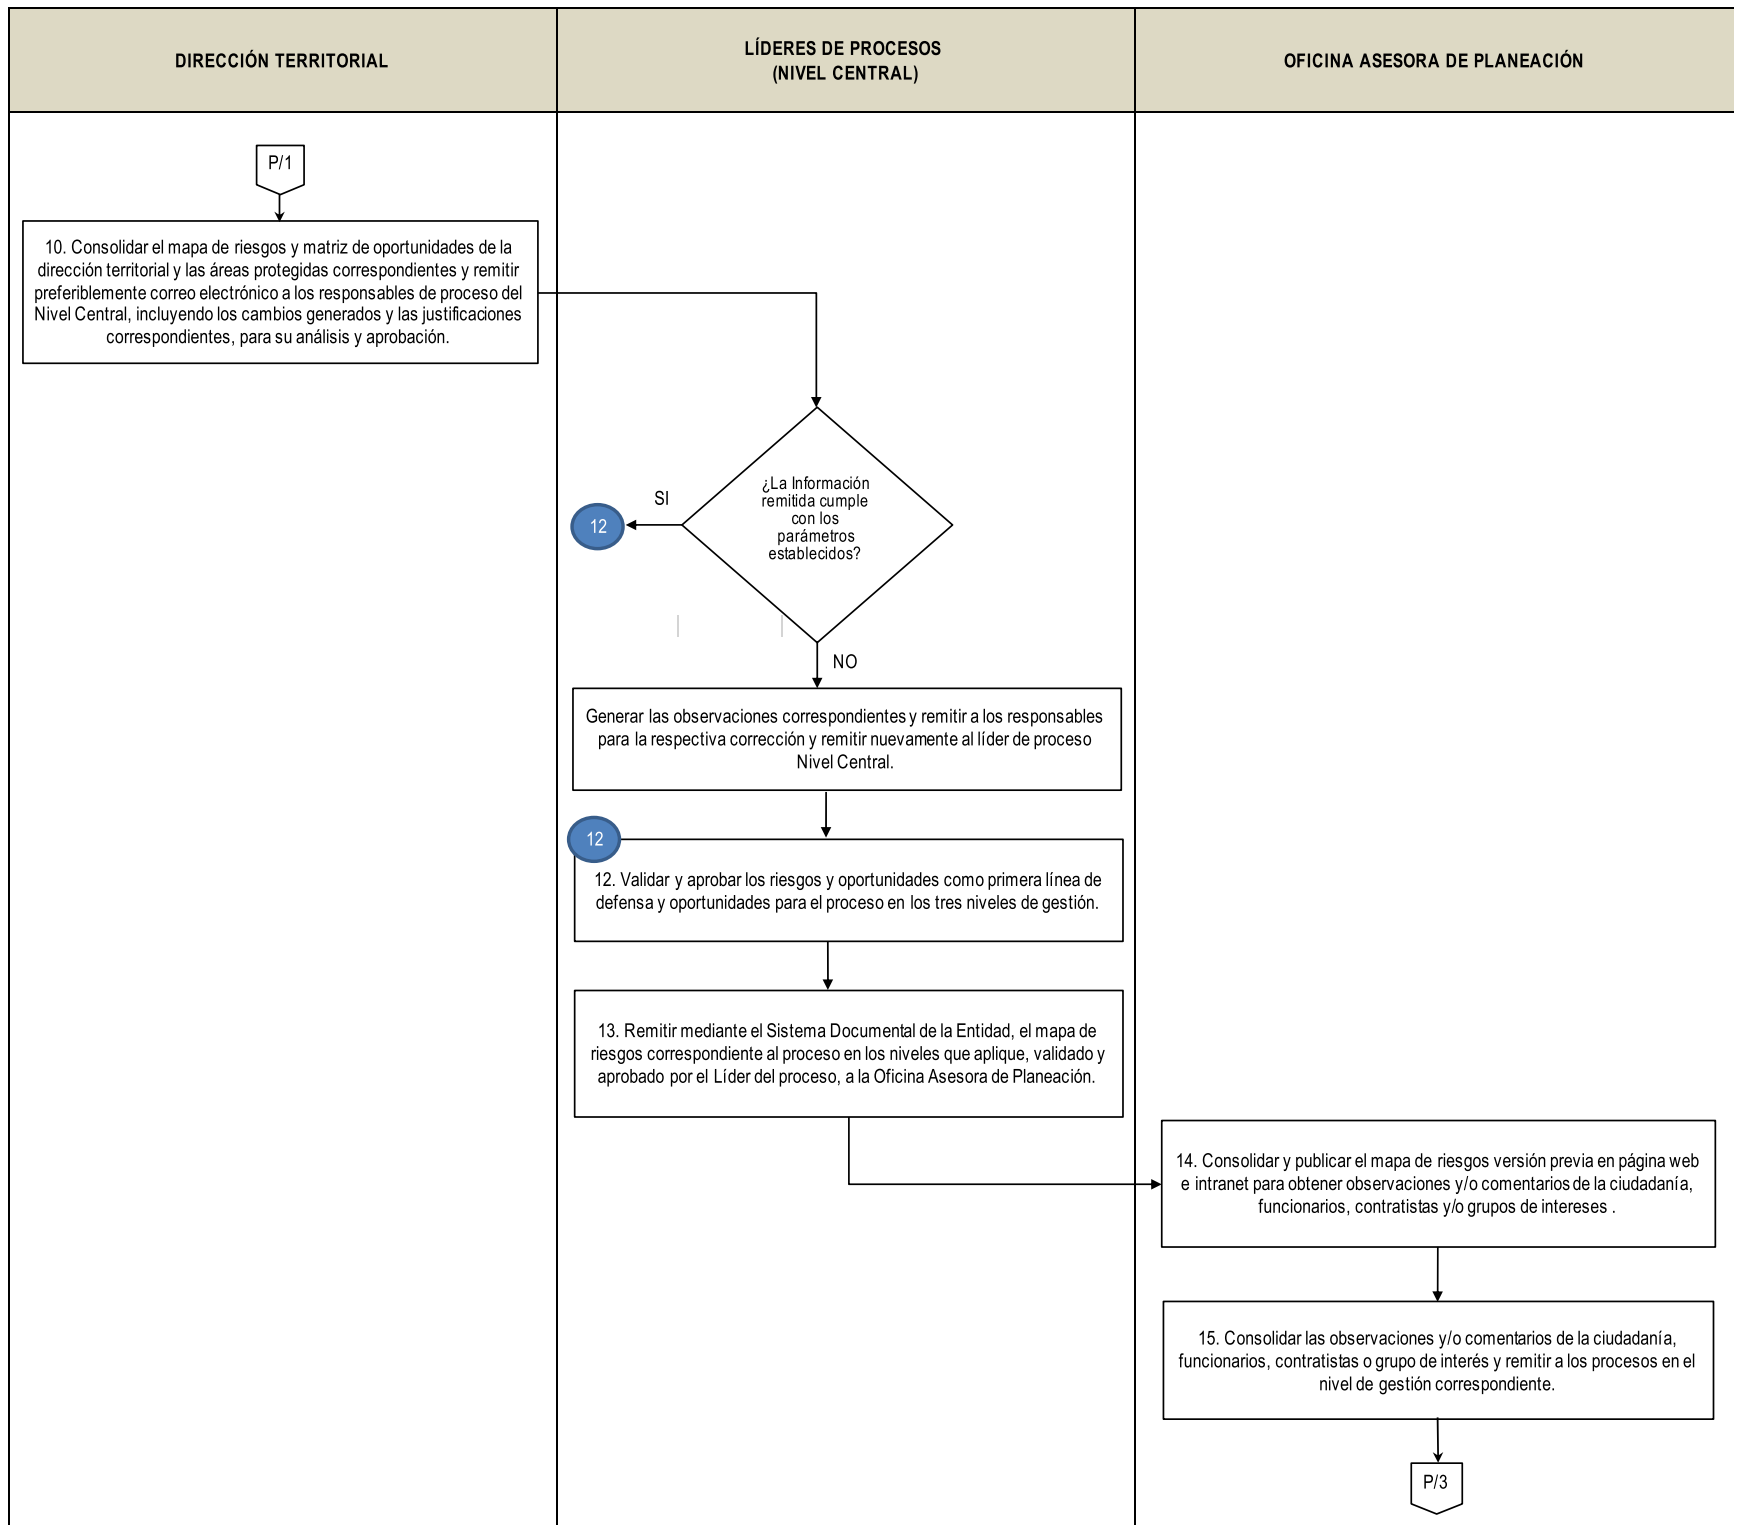 DIRECCIÓN TERRITORIAL
LÍDERES DE PROCESOS
(NIVEL CENTRAL)
OFICINA ASESORA DE PLANEACIÓN
P/1
10. Consolidar el mapa de riesgos y matriz de oportunidades de la
dirección territorial y las áreas protegidas correspondientes y remitir
preferiblemente correo electrónico a los responsables de proceso del
Nivel Central, incluyendo los cambios generados y las justificaciones
correspondientes, para su análisis y aprobación.
¿La Información
remitida cumple
con los
parámetros
establecidos?
SI
12
NO
Generar las observaciones correspondientes y remitir a los responsables
para la respectiva corrección y remitir nuevamente al líder de proceso
Nivel Central.
12
12. Validar y aprobar los riesgos y oportunidades como primera línea de
defensa y oportunidades para el proceso en los tres niveles de gestión.
13. Remitir mediante el Sistema Documental de la Entidad, el mapa de
riesgos correspondiente al proceso en los niveles que aplique, validado y
aprobado por el Líder del proceso, a la Oficina Asesora de Planeación.
14. Consolidar y publicar el mapa de riesgos versión previa en página web
e intranet para obtener observaciones y/o comentarios de la ciudadanía,
funcionarios, contratistas y/o grupos de intereses .
15. Consolidar las observaciones y/o comentarios de la ciudadanía,
funcionarios, contratistas o grupo de interés y remitir a los procesos en el
nivel de gestión correspondiente.
P/3